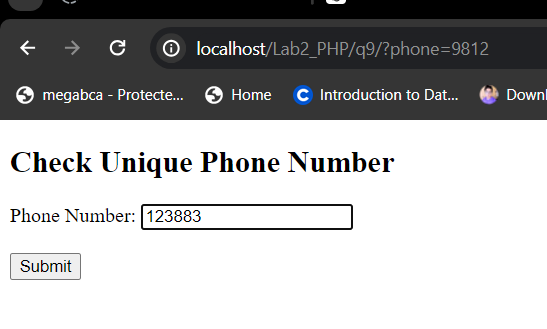 localhost/Lab2_PHP/q9/?phone=9812
megabca - Protecte... Home Introduction to Dat... Downl
Check Unique Phone Number
Phone Number: 123883
Submit